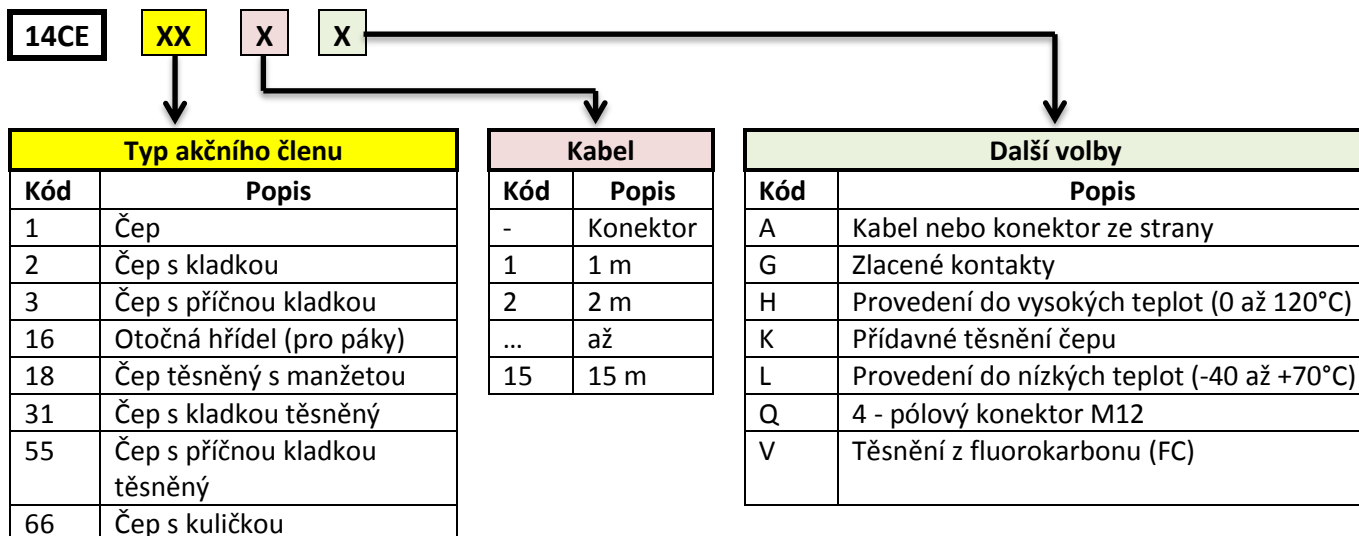 14CE XX X X
Typ akčního členu
Kód Popis
1 Čep
2 Čep s kladkou
3 Čep s příčnou kladkou
16 Otočná hřídel (pro páky)
18 Čep těsněný s manžetou
31 Čep s kladkou těsněný
55 Čep s příčnou kladkou
těsněný
66 Čep s kuličkou
Kabel
Kód Popis
- Konektor
1 1 m
2 2 m
... až
15 15 m
Další volby
Kód Popis
A Kabel nebo konektor ze strany
G Zlacené kontakty
H Provedení do vysokých teplot (0 až 120°C)
K Přídavné těsnění čepu
L Provedení do nízkých teplot (-40 až +70°C)
Q 4 - pólový konektor M12
V Těsnění z fluorokarbonu (FC)